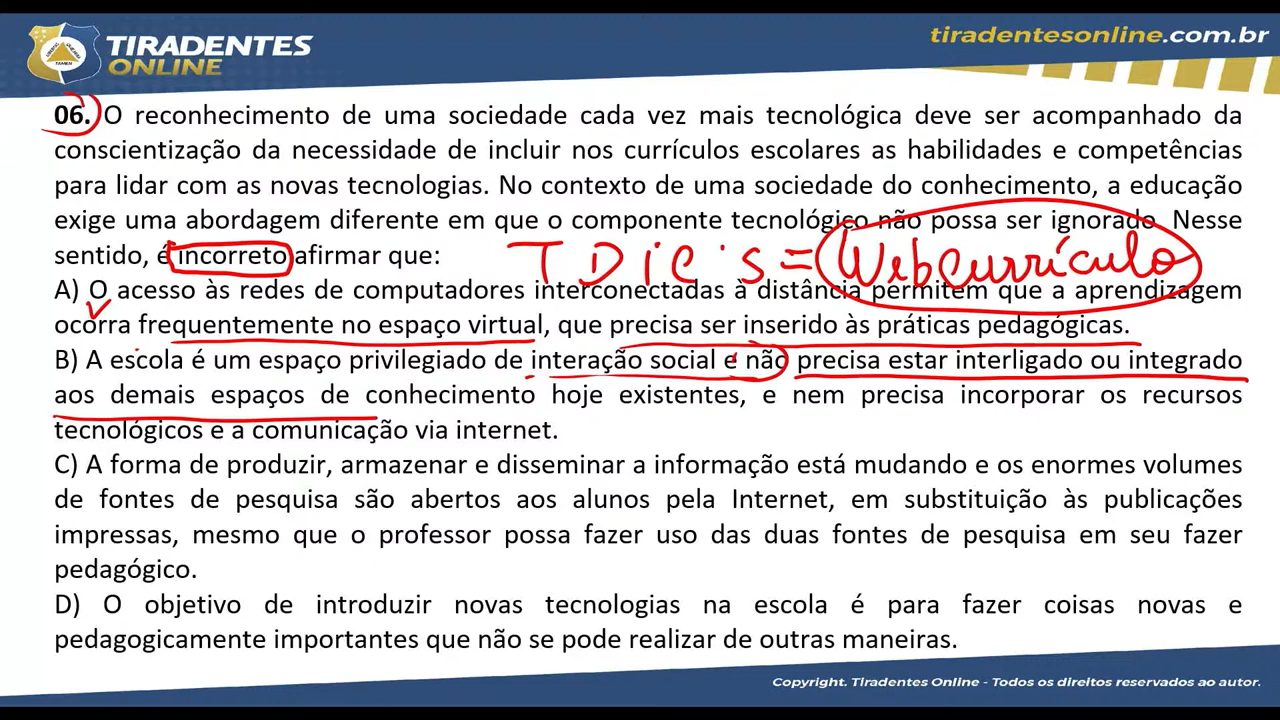 TIRADENTES
ONLINE
tiradentesonline.com.br
06. O reconhecimento de uma sociedade cada vez mais tecnológica deve ser acompanhado da
conscientização da necessidade de incluir nos currículos escolares as habilidades e competências
para lidar com as novas tecnologias. No contexto de uma sociedade do conhecimento, a educação
exige uma abordagem diferente em que o componente tecnológico não possa ser ignorado. Nesse
sentido, é incorreto afirmar que:
TDiC's = Webcurrículo
A) O acesso às redes de computadores interconectadas à distância permitem que a aprendizagem
ocorra frequentemente no espaço virtual, que precisa ser inserido às práticas pedagógicas.
B) A escola é um espaço privilegiado de interação social e não precisa estar interligado ou integrado
aos demais espaços de conhecimento hoje existentes, e nem precisa incorporar os recursos
tecnológicos e a comunicação via internet.
C) A forma de produzir, armazenar e disseminar a informação está mudando e os enormes volumes
de fontes de pesquisa são abertos aos alunos pela Internet, em substituição às publicações
impressas, mesmo que o professor possa fazer uso das duas fontes de pesquisa em seu fazer
pedagógico.
D) O objetivo de introduzir novas tecnologias na escola é para fazer coisas novas e
pedagogicamente importantes que não se pode realizar de outras maneiras.
Copyright. Tiradentes Online - Todos os direitos reservados ao autor.